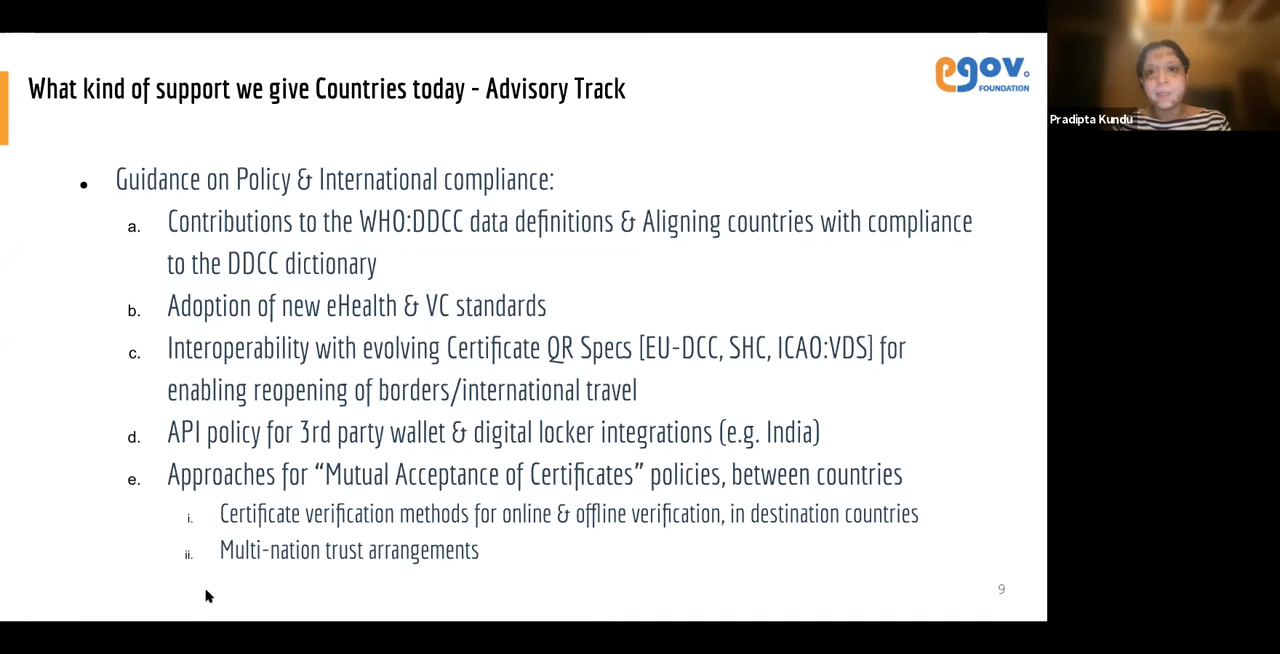 What kind of support we give Countries today - Advisory Track
egov.
FOUNDATION
Pradipta Kundu
• Guidance on Policy & International compliance:
a. Contributions to the WHO:DDCC data definitions & Aligning countries with compliance
to the DDCC dictionary
b. Adoption of new eHealth & VC standards
c. Interoperability with evolving Certificate QR Specs [EU-DCC, SHC, ICAO:VDS] for
enabling reopening of borders/international travel
d. API policy for 3rd party wallet & digital locker integrations (e.g. India)
e. Approaches for “Mutual Acceptance of Certificates” policies, between countries
i. Certificate verification methods for online & offline verification, in destination countries
ii. Multi-nation trust arrangements
9